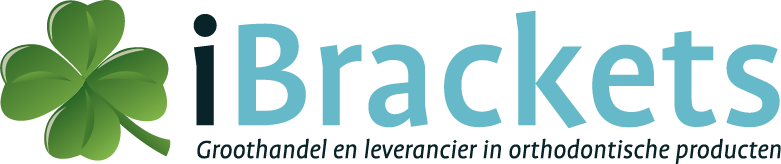 iBrackets
Groothandel en leverancier in orthodontische producten